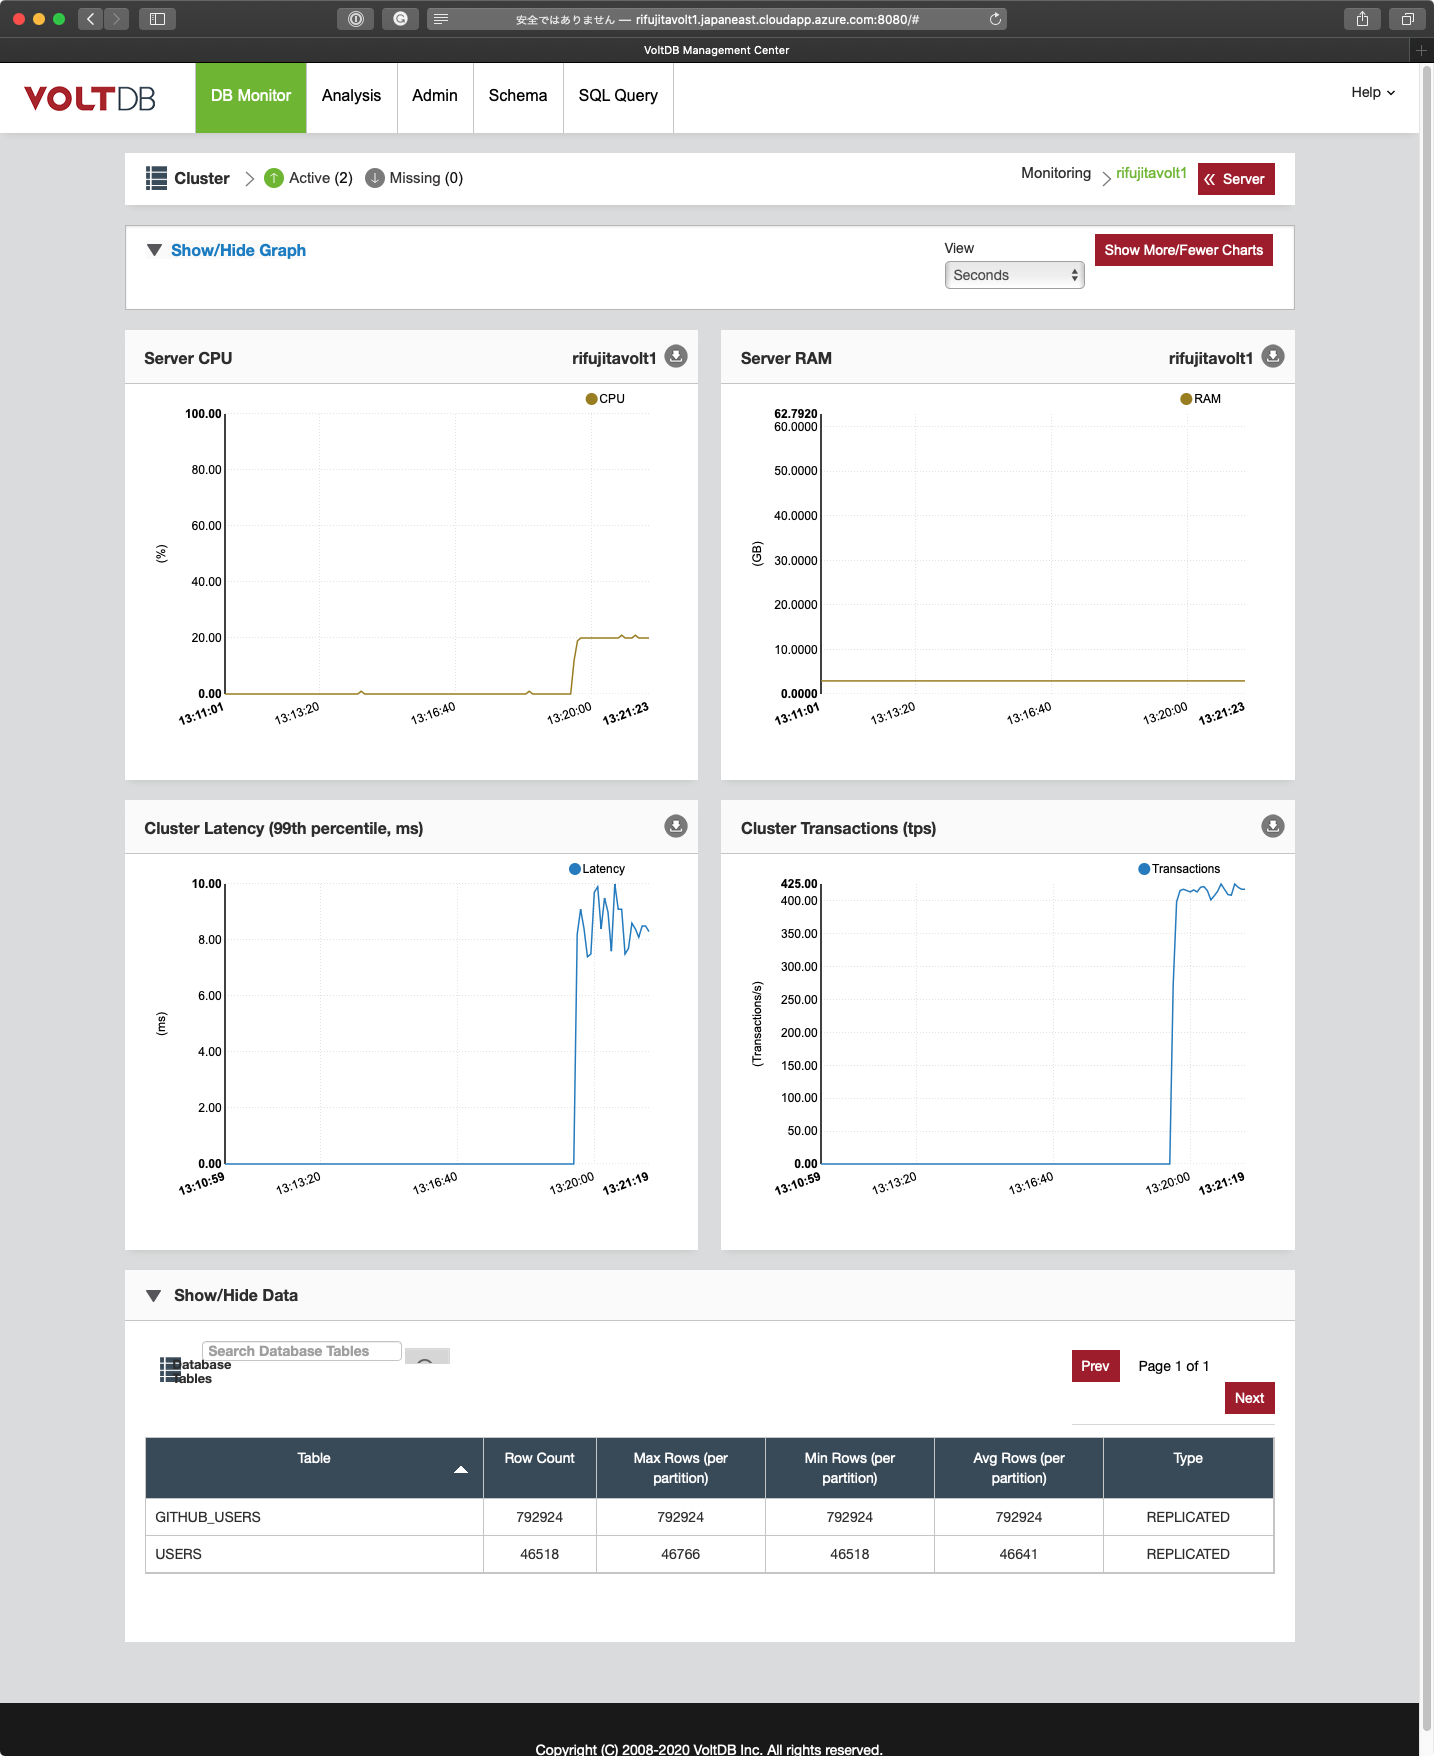 安全ではありません — rifujitavolt1.japaneast.cloudapp.azure.com:8080/#
VoltDB Management Center
VOLTDB
DB Monitor
Analysis
Admin
Schema
SQL Query
Help
Cluster
Active (2)
Missing (0)
Monitoring
rifujitavolt1
« Server
Show/Hide Graph
View
Seconds
Show More/Fewer Charts
Server CPU
rifujitavolt1
CPU
100.00
80.00
60.00
40.00
20.00
0.00
(%)
13:11:01
13:13:20
13:16:40
13:20:00
13:21:23
Server RAM
rifujitavolt1
RAM
62.7920
60.0000
50.0000
40.0000
30.0000
20.0000
10.0000
0.0000
(GB)
13:11:01
13:13:20
13:16:40
13:20:00
13:21:23
Cluster Latency (99th percentile, ms)
Latency
10.00
8.00
6.00
4.00
2.00
0.00
(ms)
13:10:59
13:13:20
13:16:40
13:20:00
13:21:19
Cluster Transactions (tps)
Transactions
425.00
400.00
350.00
300.00
250.00
200.00
150.00
100.00
50.00
0.00
(Transactions/s)
13:10:59
13:13:20
13:16:40
13:20:00
13:21:19
Show/Hide Data
Database
Tables
Search Database Tables
Prev
Page 1 of 1
Next
Table Row Count Max Rows (per partition) Min Rows (per partition) Avg Rows (per partition) Type
GITHUB_USERS 792924 792924 792924 792924 REPLICATED
USERS 46518 46766 46518 46641 REPLICATED
Copyright (C) 2008-2020 VoltDB Inc. All rights reserved.